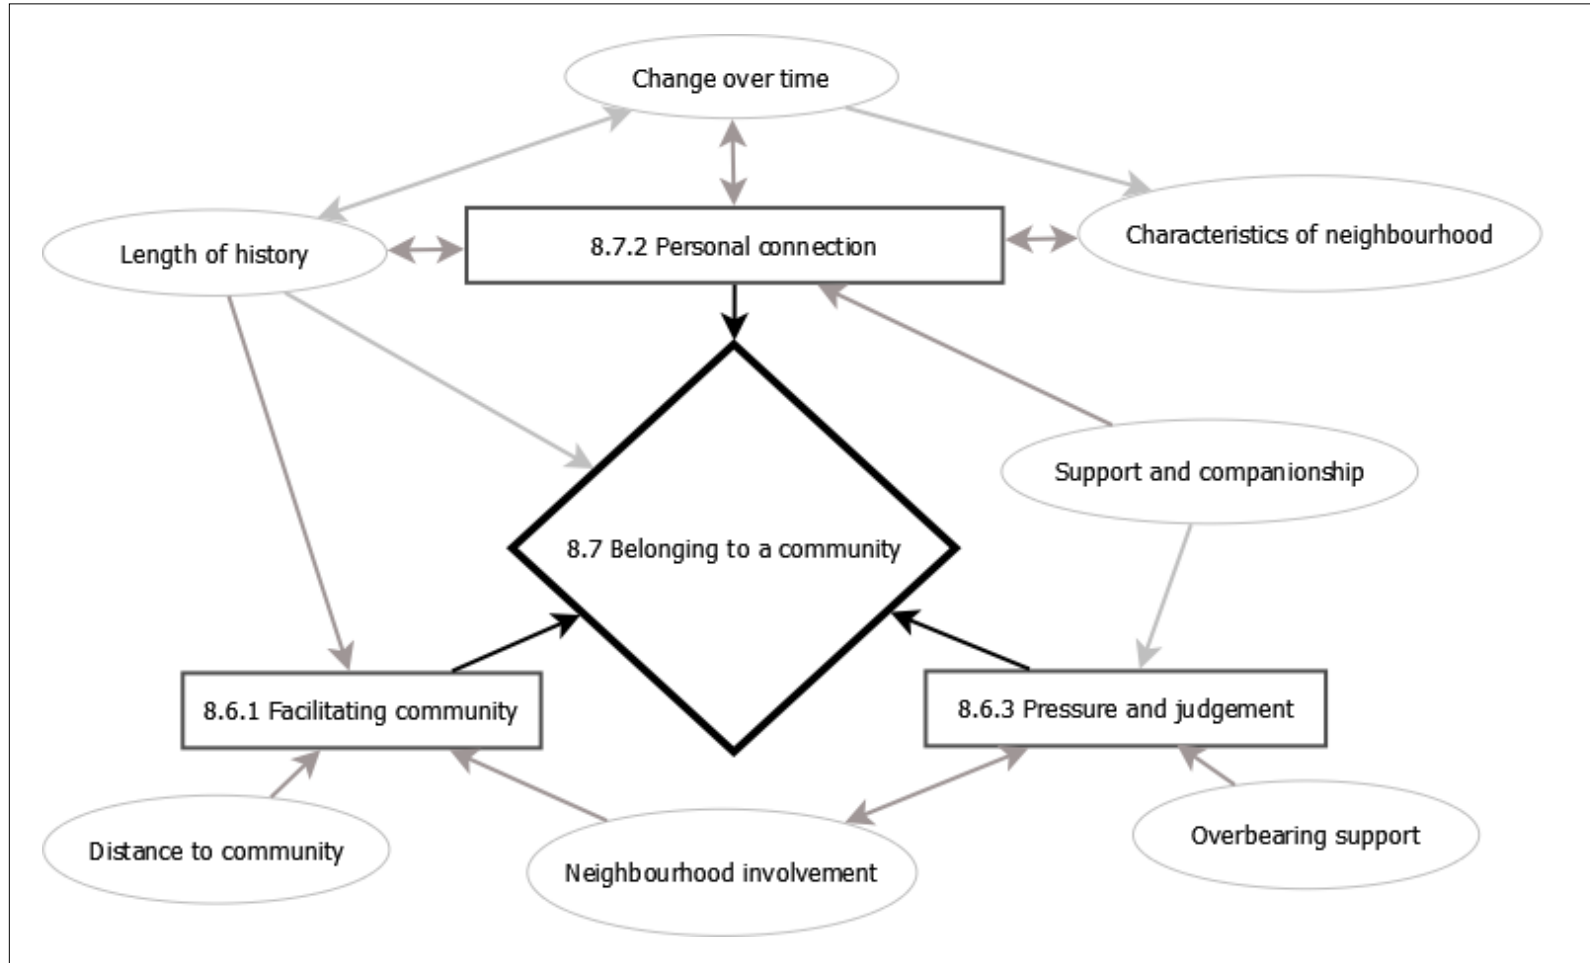 Change over time
Length of history
8.7.2 Personal connection
Characteristics of neighbourhood
Support and companionship
8.7 Belonging to a community
8.6.1 Facilitating community
8.6.3 Pressure and judgement
Distance to community
Neighbourhood involvement
Overbearing support